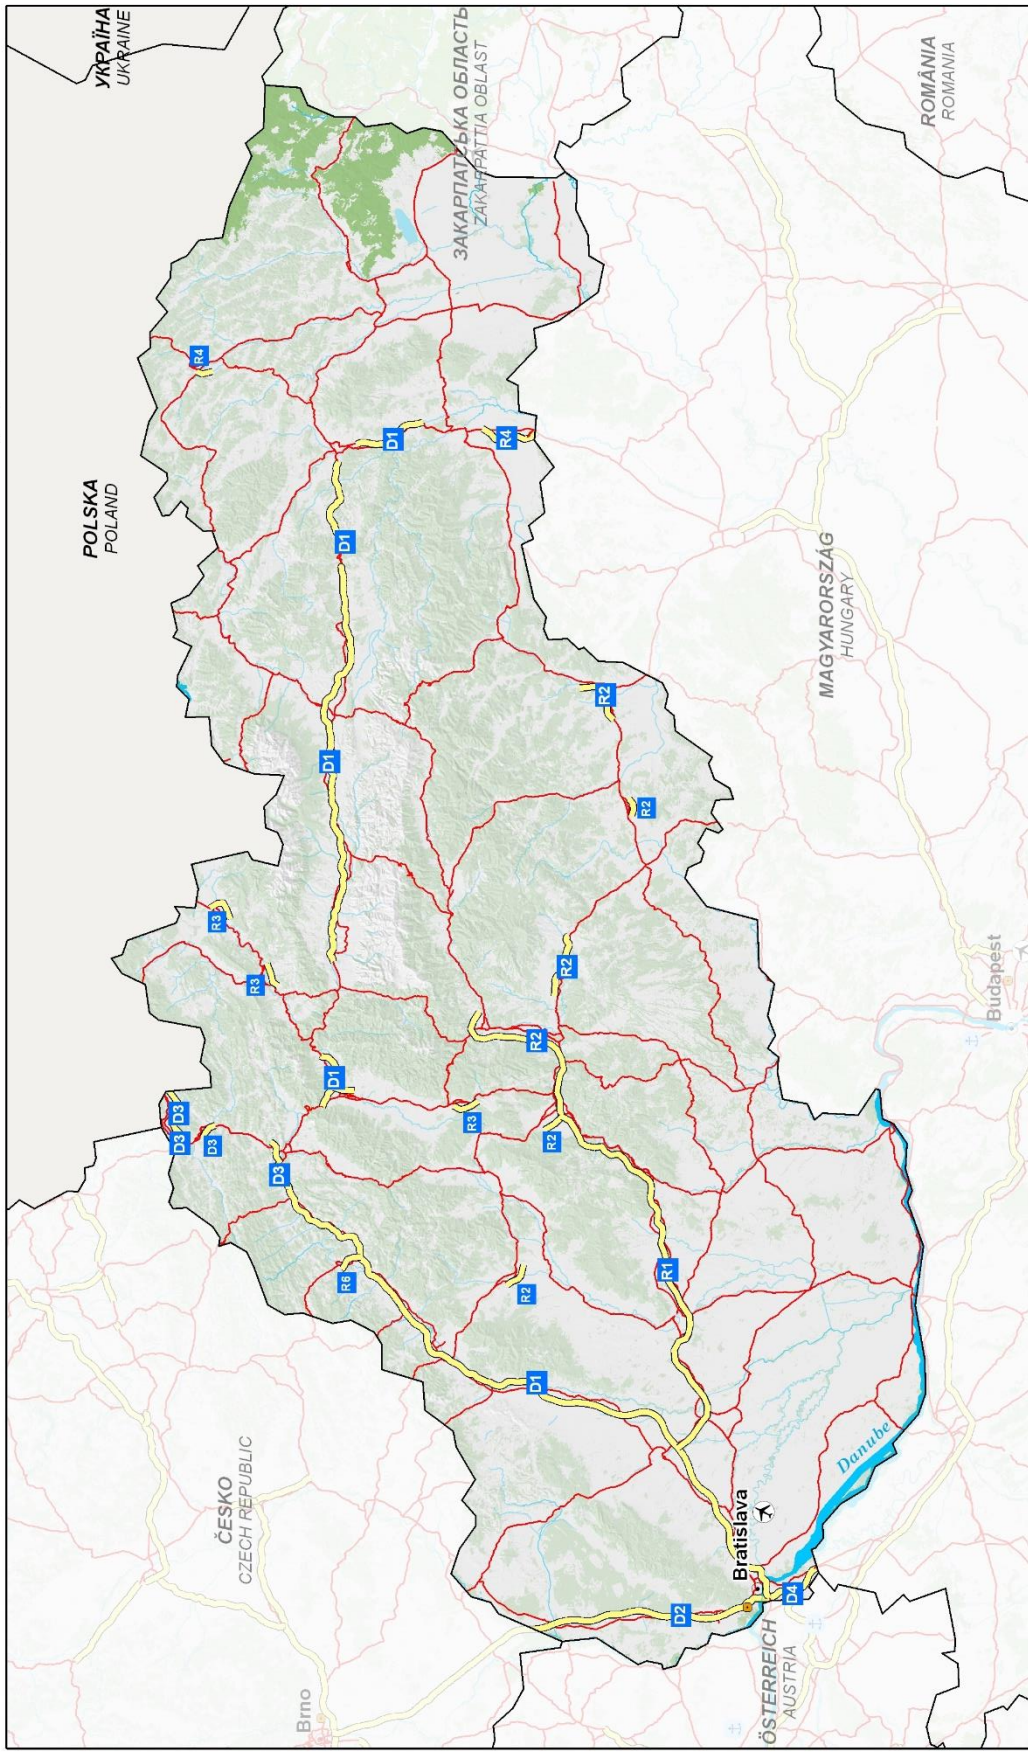 POLSKA
POLAND
УКРАЇНА
UKRAINE
D3
D3
R4
D3
R3
ČESKO
CZECH REPUBLIC
R3
D3
Brno
D1
D1
D1
R6
D1
ЗАКАРПАТСЬКА ОБЛАСТЬ
ZAKARPATTIA OBLAST
R3
R4
R2
D1
R2
R2
R2
R2
R2
R1
D2
Bratislava
ÖSTERREICH
AUSTRIA
D4
MAGYARORSZÁG
HUNGARY
Danube
ROMÂNIA
ROMANIA
Budapest